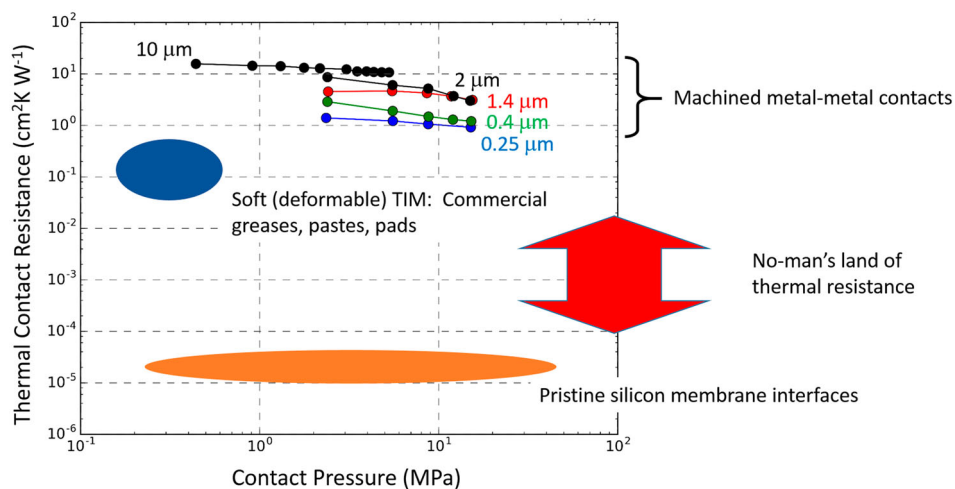 Thermal Contact Resistance (cm²K W⁻¹)
10²
10¹
10⁰
10⁻¹
10⁻²
10⁻³
10⁻⁴
10⁻⁵
10⁻⁶
10 μm
2 μm
1.4 μm
0.4 μm
0.25 μm
Machined metal-metal contacts
Soft (deformable) TIM: Commercial
greases, pastes, pads
No-man's land of
thermal resistance
Pristine silicon membrane interfaces
10⁻¹ 10⁰ 10¹ 10²
Contact Pressure (MPa)